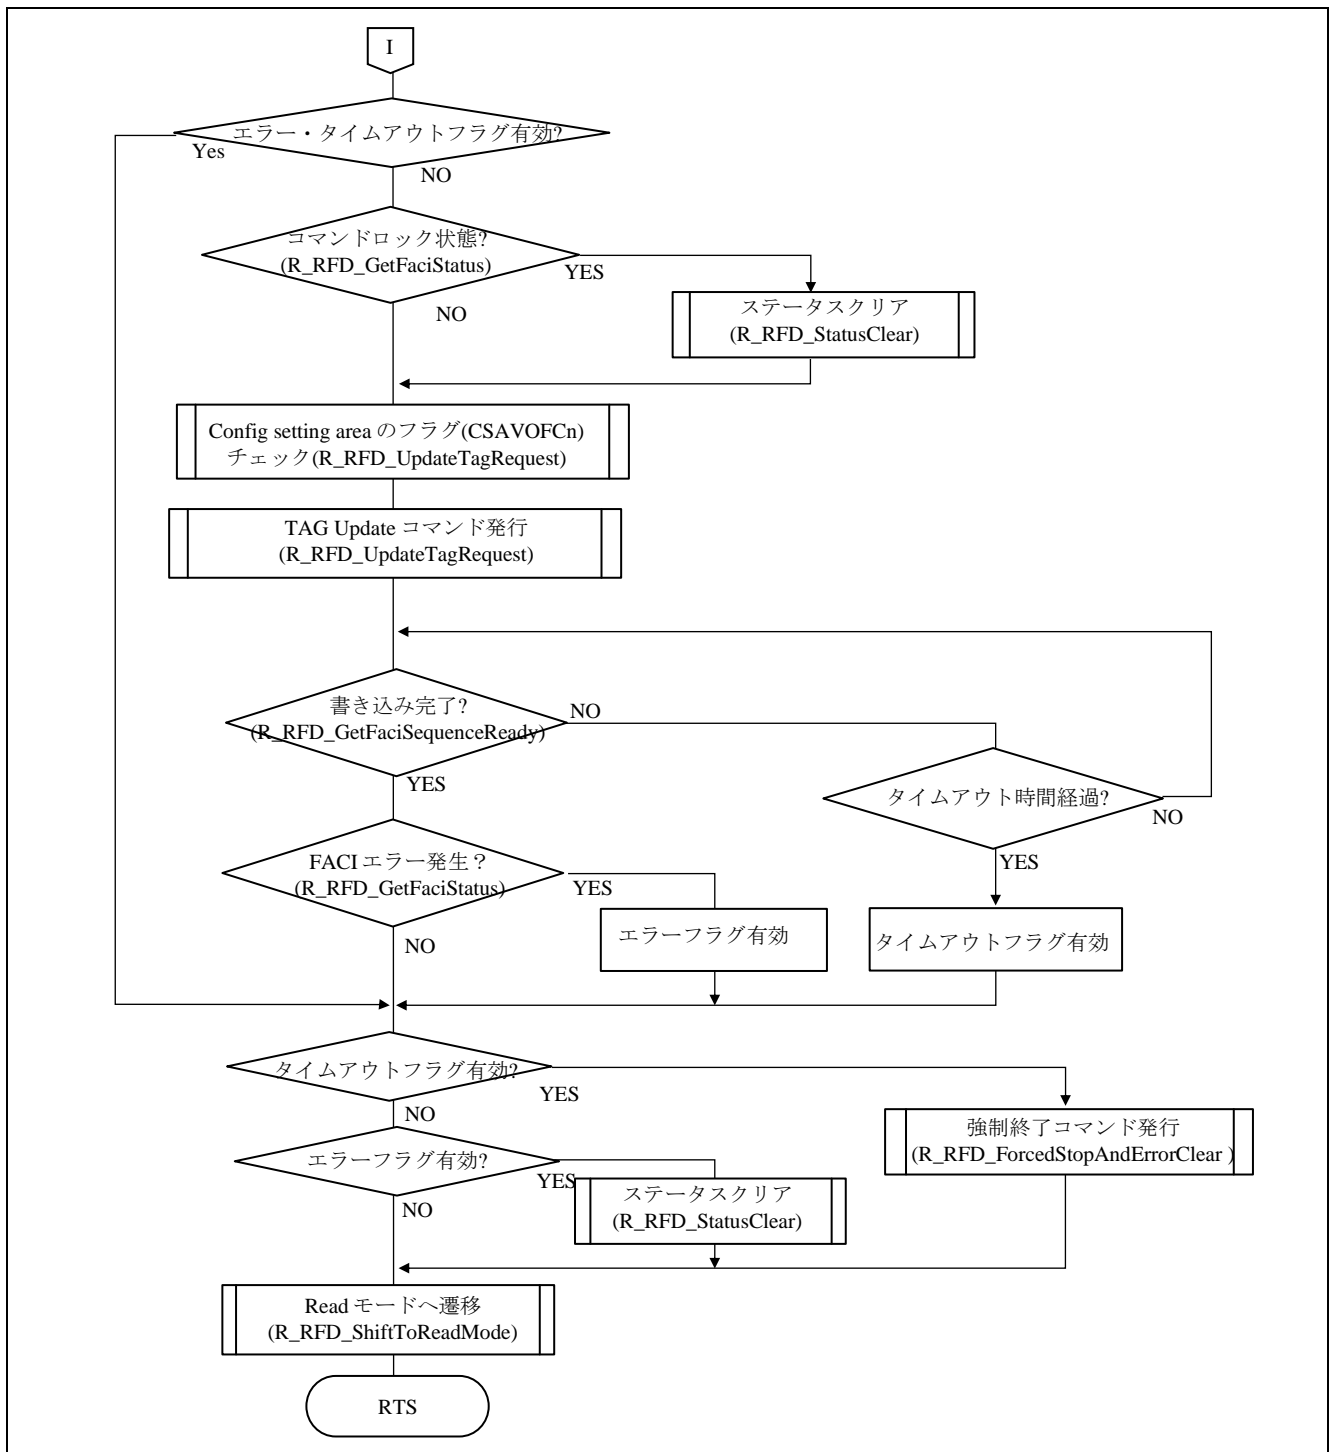 I
エラー・タイムアウトフラグ有効?
Yes
NO
コマンドロック状態?
(R_RFD_GetFaciStatus)
YES
NO
ステータスクリア
(R_RFD_StatusClear)
Config setting area のフラグ(CSAVOFCn)
チェック(R_RFD_UpdateTagRequest)
TAG Update コマンド発行
(R_RFD_UpdateTagRequest)
書き込み完了?
(R_RFD_GetFaciSequenceReady)
NO
YES
タイムアウト時間経過?
NO
YES
FACI エラー発生？
(R_RFD_GetFaciStatus)
YES
NO
エラーフラグ有効
タイムアウトフラグ有効
タイムアウトフラグ有効?
YES
NO
強制終了コマンド発行
(R_RFD_ForcedStopAndErrorClear )
エラーフラグ有効?
YES
NO
ステータスクリア
(R_RFD_StatusClear)
Read モードへ遷移
(R_RFD_ShiftToReadMode)
RTS